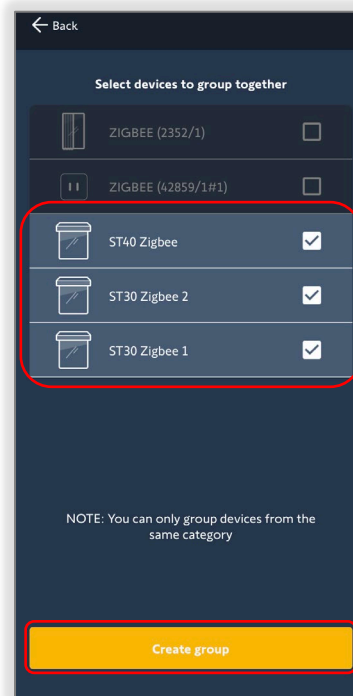 Back
Select devices to group together
ZIGBEE (2352/1)
ZIGBEE (42859/1#1)
ST40 Zigbee
ST30 Zigbee 2
ST30 Zigbee 1
NOTE: You can only group devices from the
same category
Create group